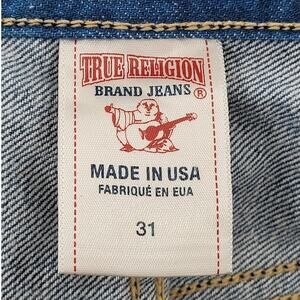 TRUE RELIGION
BRAND JEANS ®
MADE IN USA
FABRIQUÉ EN EUA
31